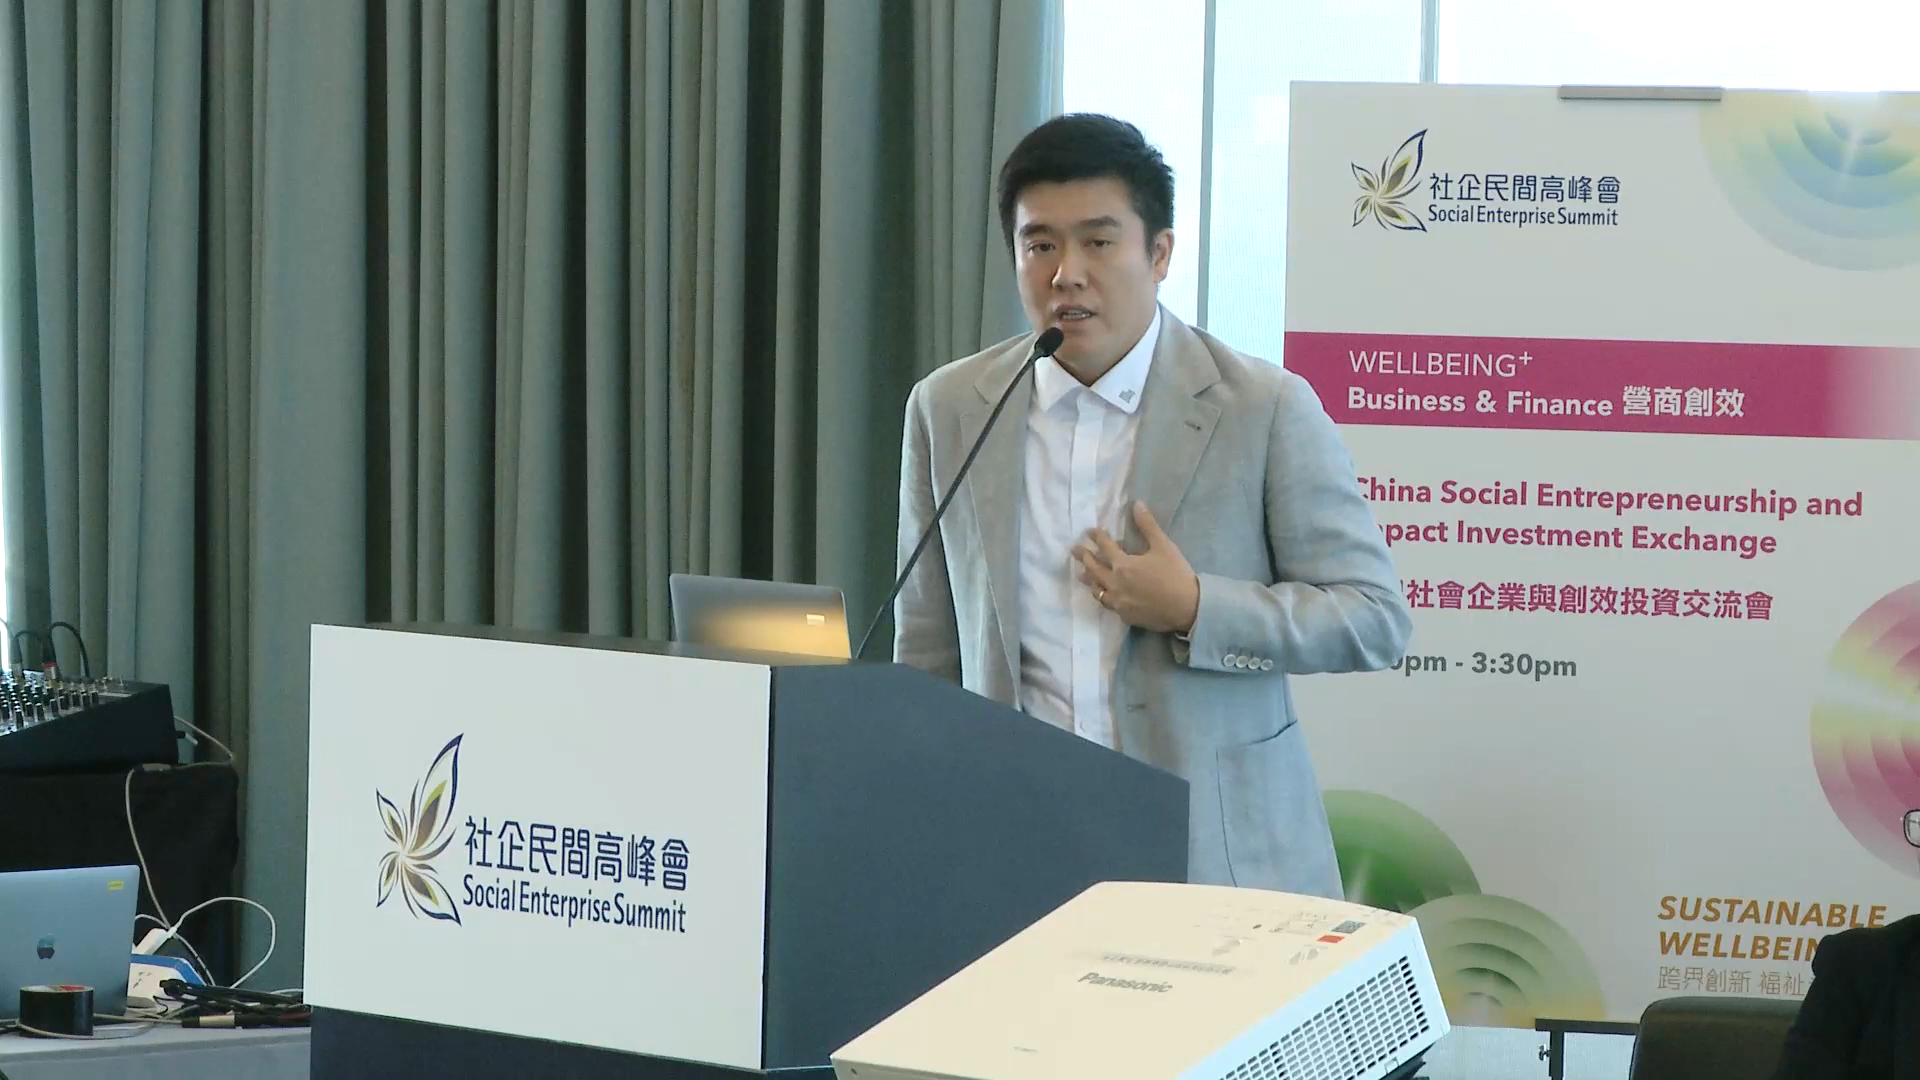 社企民間高峰會
Social Enterprise Summit
WELLBEING+
Business & Finance 營商創效
China Social Entrepreneurship and
Impact Investment Exchange
社會企業與創效投資交流會
pm - 3:30pm
SUSTAINABLE
跨界創新 福祉
社企民間高峰會
Social Enterprise Summit
Panasonic